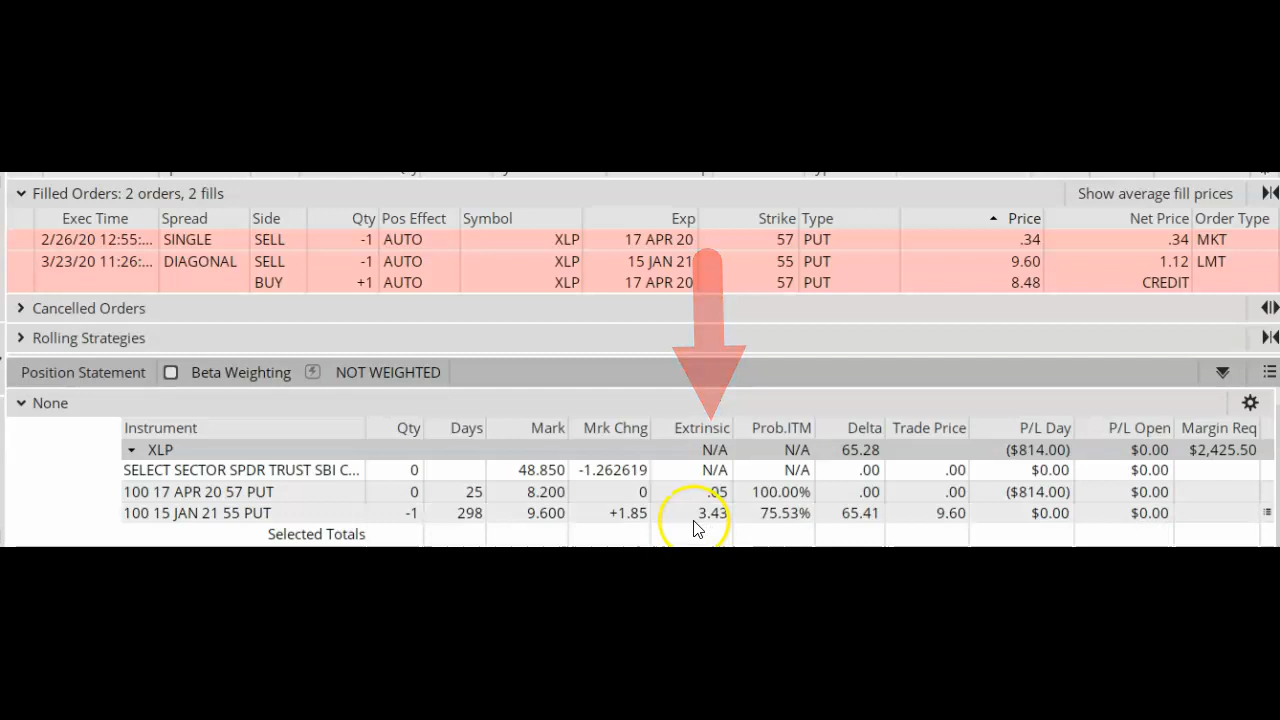 Filled Orders: 2 orders, 2 fills Show average fill prices
Exec Time Spread Side Qty Pos Effect Symbol Exp Strike Type Price Net Price Order Type
2/26/20 12:55:... SINGLE SELL -1 AUTO XLP 17 APR 20 57 PUT .34 .34 MKT
3/23/20 11:26:... DIAGONAL SELL -1 AUTO XLP 15 JAN 21 55 PUT 9.60 1.12 LMT
BUY +1 AUTO XLP 17 APR 20 57 PUT 8.48 CREDIT
Cancelled Orders
Rolling Strategies
Position Statement Beta Weighting NOT WEIGHTED
None
Instrument Qty Days Mark Mrk Chng Extrinsic Prob.ITM Delta Trade Price P/L Day P/L Open Margin Req
XLP N/A N/A 65.28 ($814.00) $0.00 $2,425.50
SELECT SECTOR SPDR TRUST SBI C... 0 48.850 -1.262619 N/A N/A .00 .00 $0.00 $0.00
100 17 APR 20 57 PUT 0 25 8.200 0 .05 100.00% .00 .00 ($814.00) $0.00
100 15 JAN 21 55 PUT -1 298 9.600 +1.85 3.43 75.53% 65.41 9.60 $0.00 $0.00
Selected Totals